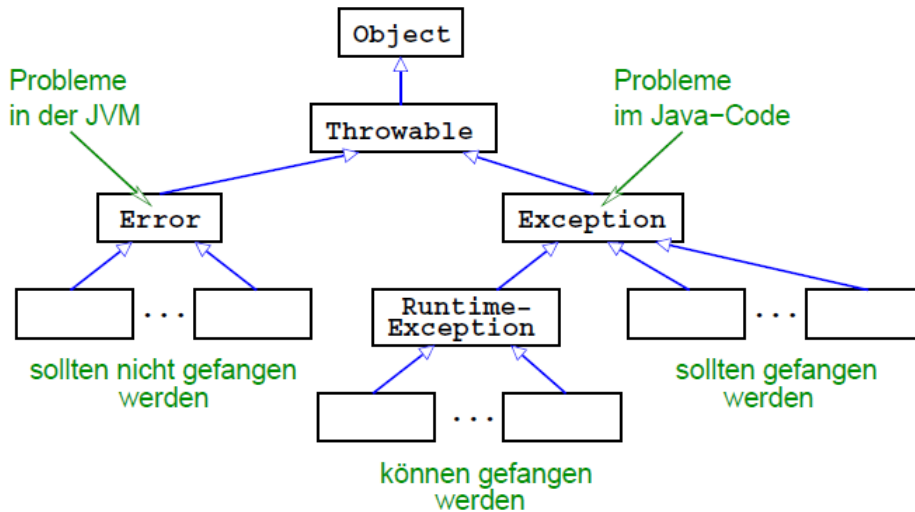 Object
Probleme
in der JVM
Probleme
im Java-Code
Throwable
Error
Exception
...
Runtime-
Exception
...
sollten nicht gefangen
werden
sollten gefangen
werden
...
können gefangen
werden